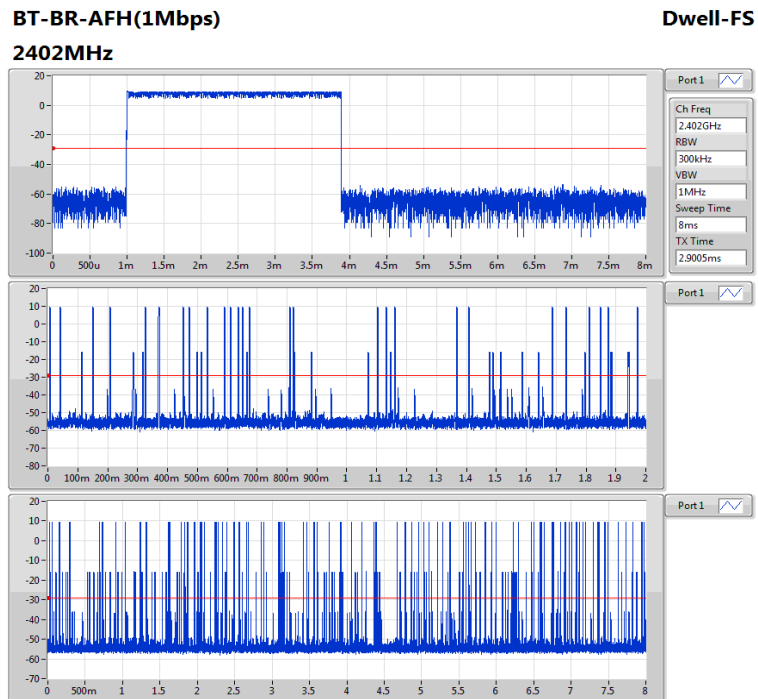 BT-BR-AFH(1Mbps) Dwell-FS
2402MHz
Port 1
Ch Freq
2.402GHz
RBW
300kHz
VBW
1MHz
Sweep Time
8ms
TX Time
2.9005ms
20
0
-20
-40
-60
-80
-100
0 500u 1m 1.5m 2m 2.5m 3m 3.5m 4m 4.5m 5m 5.5m 6m 6.5m 7m 7.5m 8m
Port 1
20
10
0
-10
-20
-30
-40
-50
-60
-70
-80
0 100m 200m 300m 400m 500m 600m 700m 800m 900m 1 1.1 1.2 1.3 1.4 1.5 1.6 1.7 1.8 1.9 2
Port 1
20
10
0
-10
-20
-30
-40
-50
-60
-70
0 500m 1 1.5 2 2.5 3 3.5 4 4.5 5 5.5 6 6.5 7 7.5 8